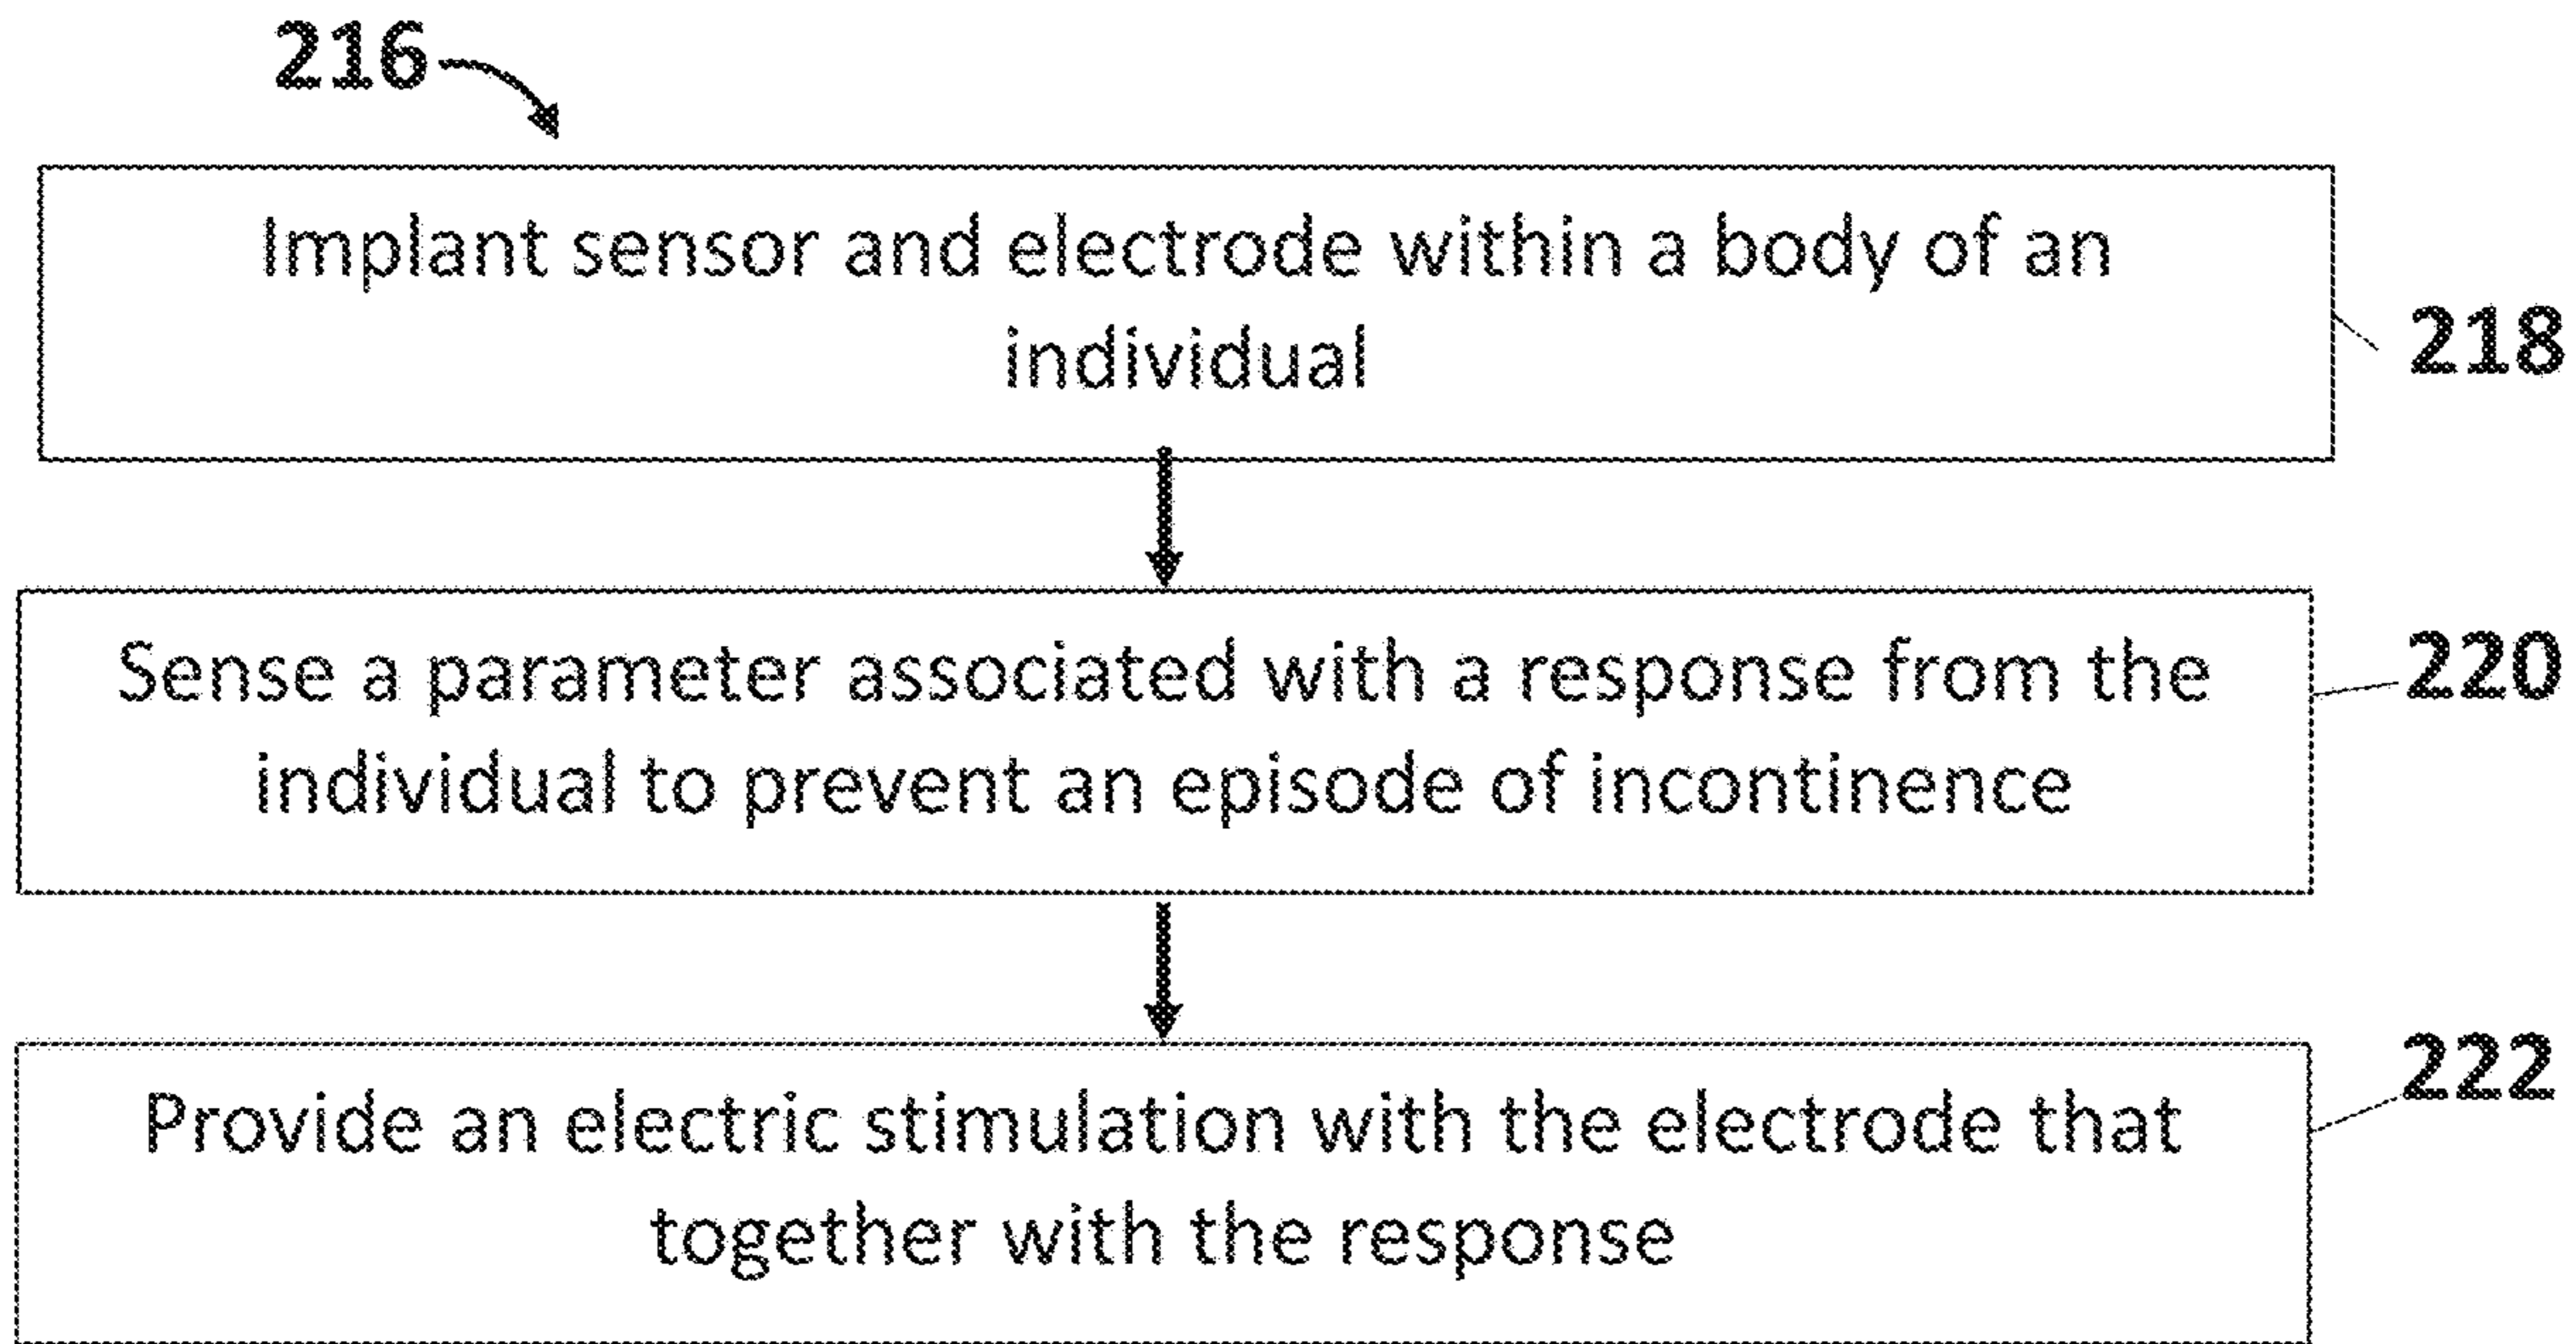 216
Implant sensor and electrode within a body of an
individual
218
Sense a parameter associated with a response from the
individual to prevent an episode of incontinence
220
Provide an electric stimulation with the electrode that
together with the response
222